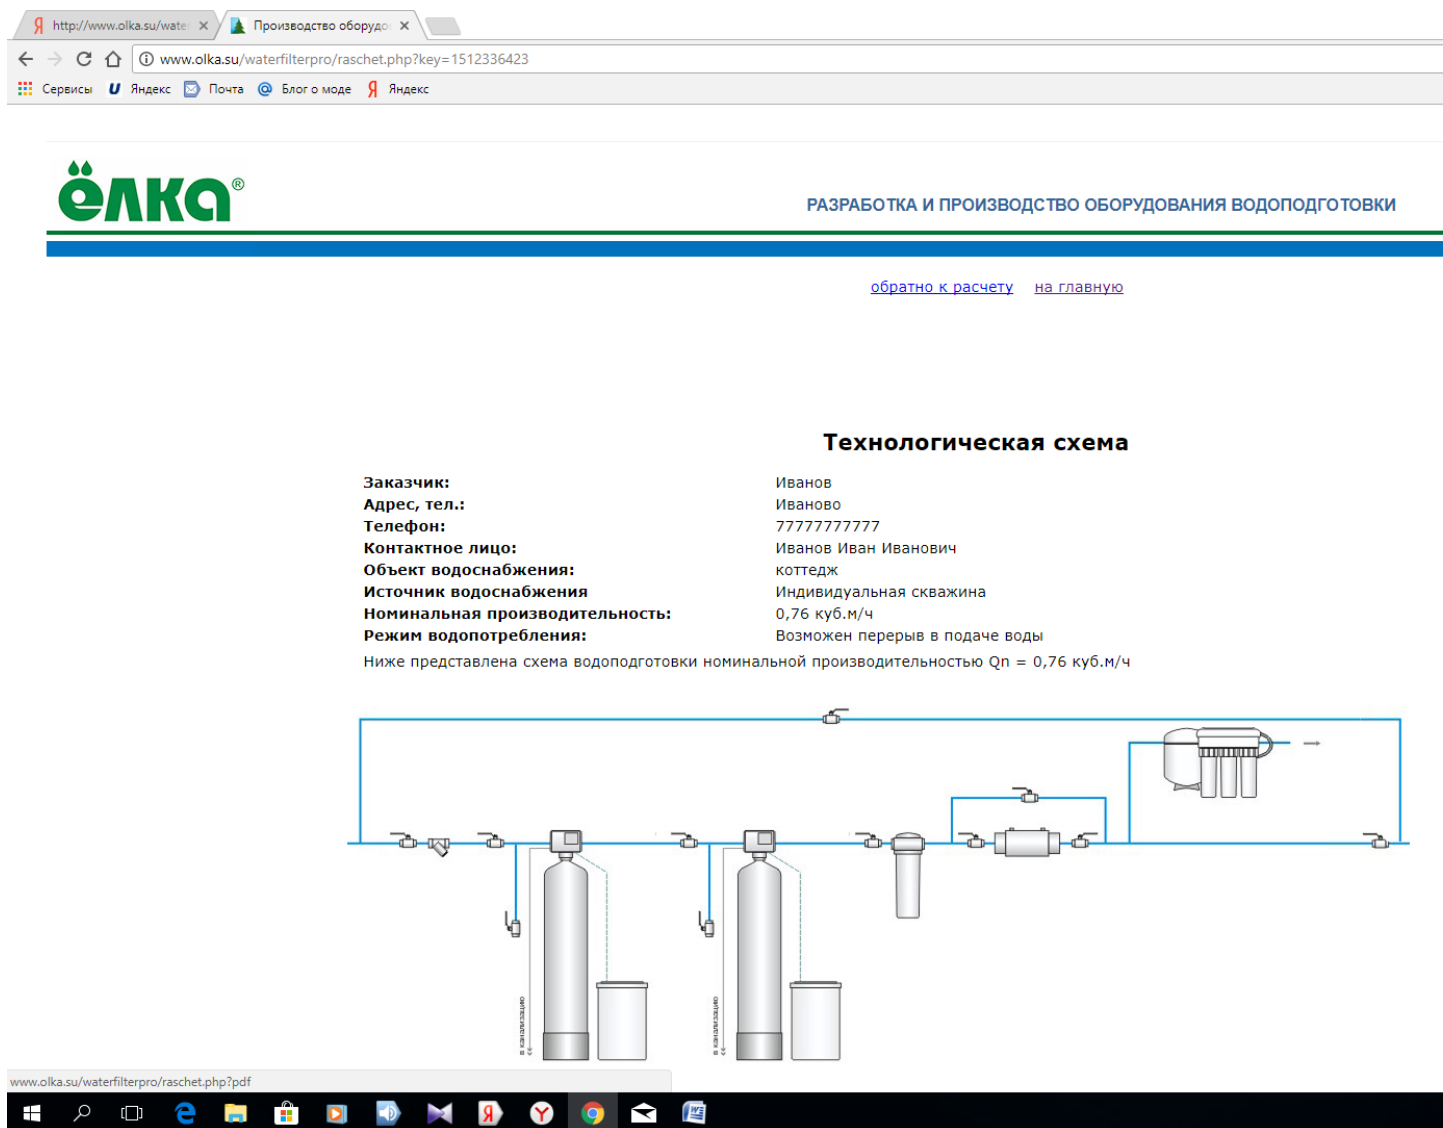 http://www.olka.su/wate
Производство оборудо
www.olka.su/waterfilterpro/raschet.php?key=1512336423
Сервисы Яндекс Почта Блог о моде Яндекс
ёлка®
РАЗРАБОТКА И ПРОИЗВОДСТВО ОБОРУДОВАНИЯ ВОДОПОДГОТОВКИ
обратно к расчету на главную
Технологическая схема
Заказчик: Иванов
Адрес, тел.: Иваново
Телефон: 77777777777
Контактное лицо: Иванов Иван Иванович
Объект водоснабжения: коттедж
Источник водоснабжения Индивидуальная скважина
Номинальная производительность: 0,76 куб.м/ч
Режим водопотребления: Возможен перерыв в подаче воды
Ниже представлена схема водоподготовки номинальной производительностью Qn = 0,76 куб.м/ч
в канализацию
в канализацию
www.olka.su/waterfilterpro/raschet.php?pdf